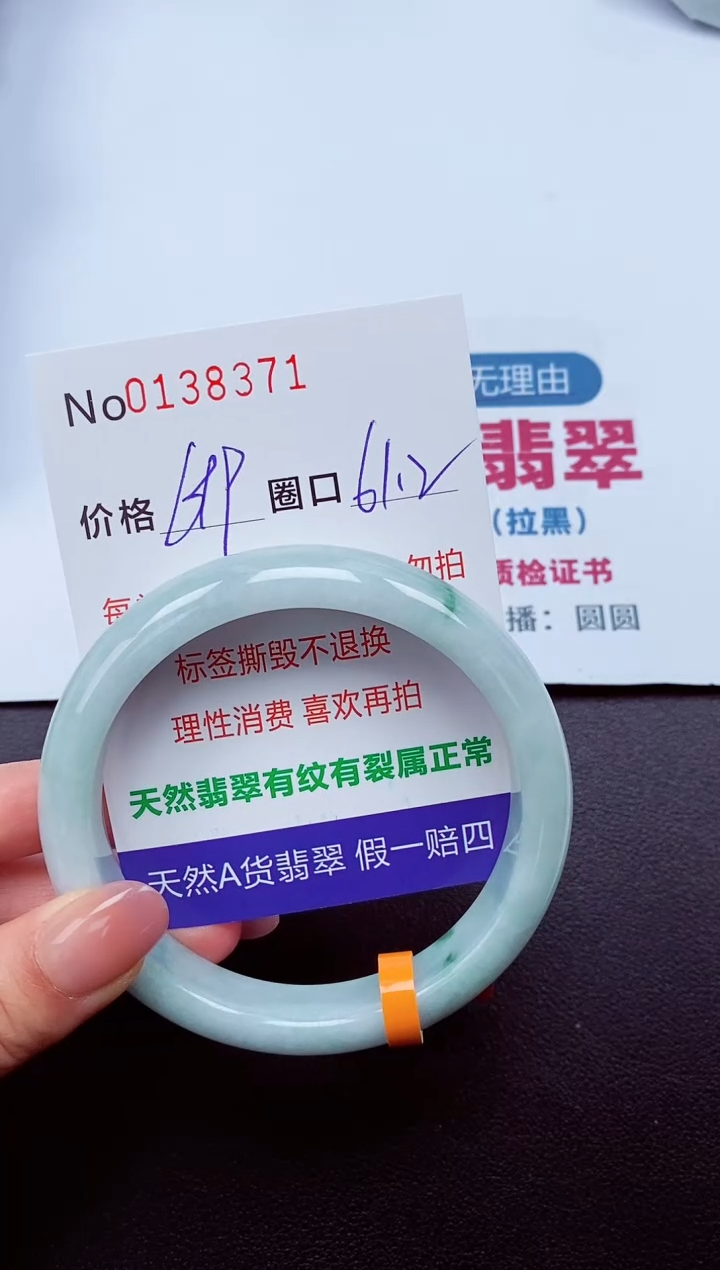 No0138371
价格 圈口 61.2
每 勿拍
标签撕毁不退换
理性消费 喜欢再拍
天然翡翠有纹有裂属正常
天然A货翡翠 假一赔四
无理由
翡翠
(拉黑)
质检证书
播：圆圆